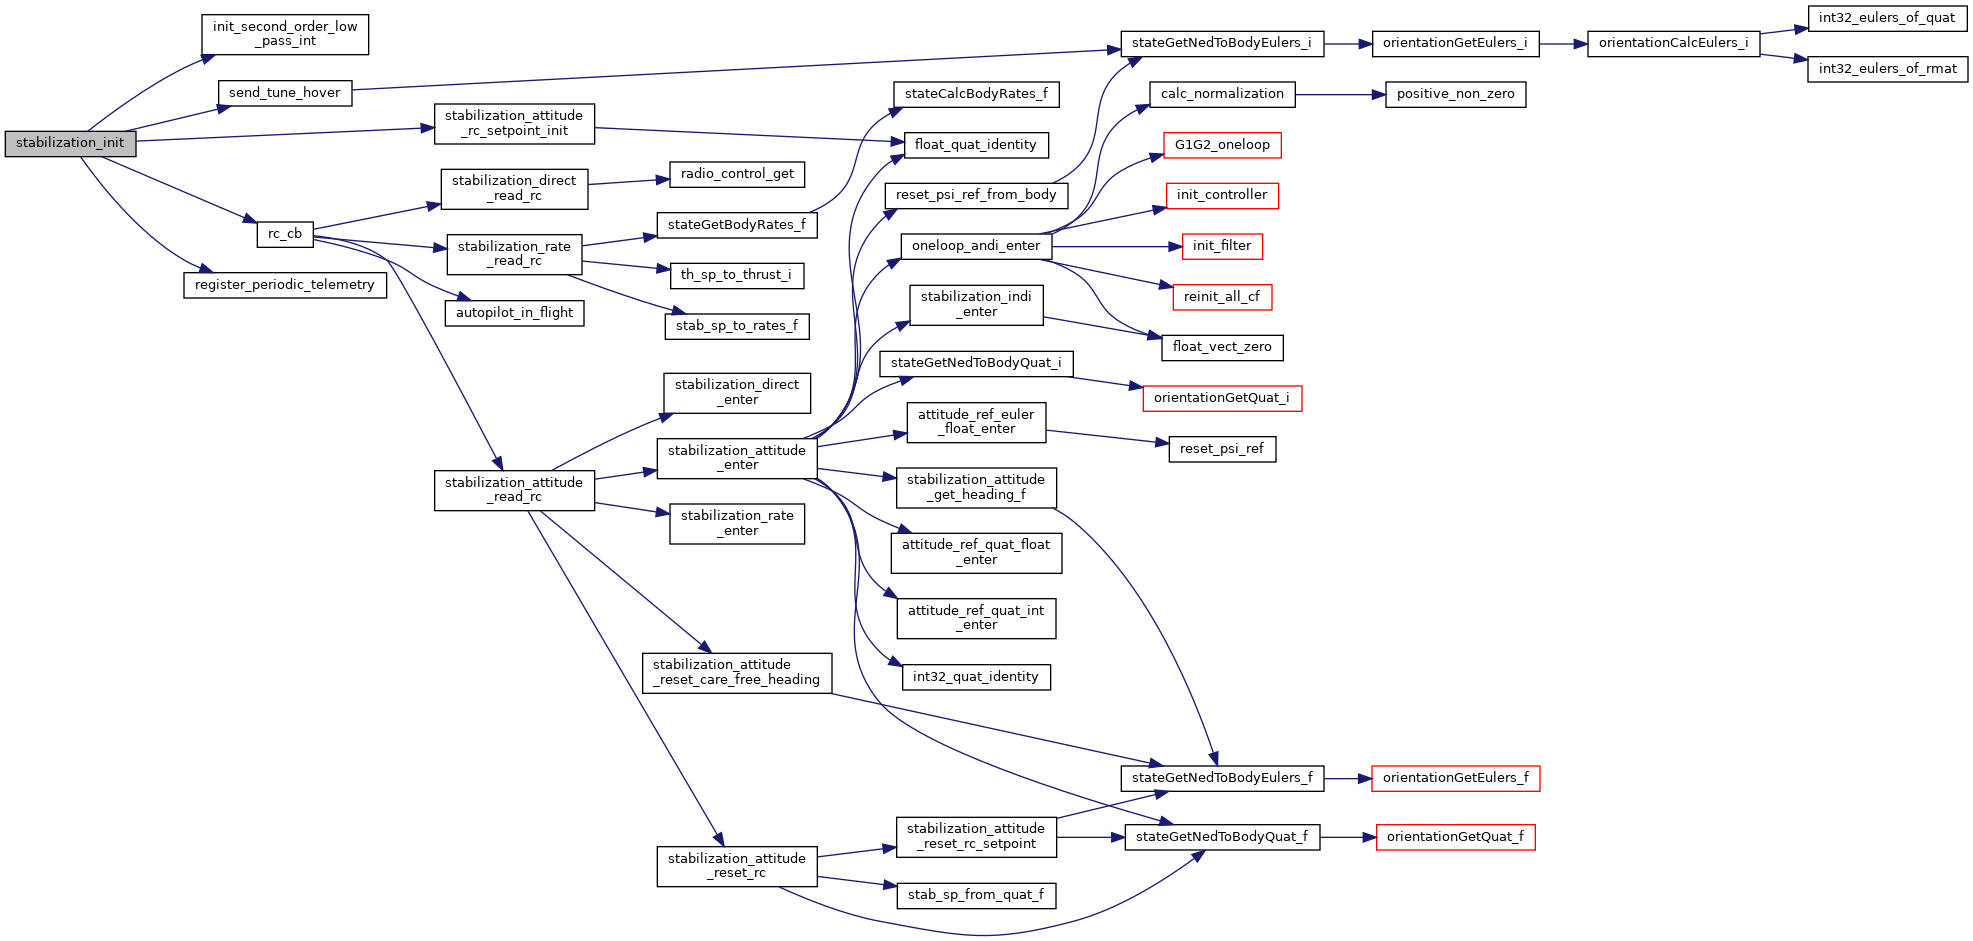 stabilization_init
init_second_order_low
_pass_int
send_tune_hover
stabilization_attitude
_rc_setpoint_init
rc_cb
register_periodic_telemetry
stabilization_direct
_read_rc
stabilization_rate
_read_rc
autopilot_in_flight
stabilization_attitude
_read_rc
radio_control_get
stateGetBodyRates_f
th_sp_to_thrust_i
stab_sp_to_rates_f
stabilization_direct
_enter
stabilization_attitude
_enter
stabilization_rate
_enter
stabilization_attitude
_reset_care_free_heading
stabilization_attitude
_reset_rc
stateCalcBodyRates_f
float_quat_identity
reset_psi_ref_from_body
oneloop_andi_enter
stabilization_indi
_enter
stateGetNedToBodyQuat_i
attitude_ref_euler
_float_enter
stabilization_attitude
_get_heading_f
attitude_ref_quat_float
_enter
attitude_ref_quat_int
_enter
int32_quat_identity
stabilization_attitude
_reset_rc_setpoint
stab_sp_from_quat_f
stateGetNedToBodyEulers_i
calc_normalization
G1G2_oneloop
init_controller
init_filter
reinit_all_cf
float_vect_zero
orientationGetQuat_i
reset_psi_ref
stateGetNedToBodyEulers_f
stateGetNedToBodyQuat_f
orientationGetEulers_i
positive_non_zero
orientationGetEulers_f
orientationGetQuat_f
orientationCalcEulers_i
int32_eulers_of_quat
int32_eulers_of_rmat